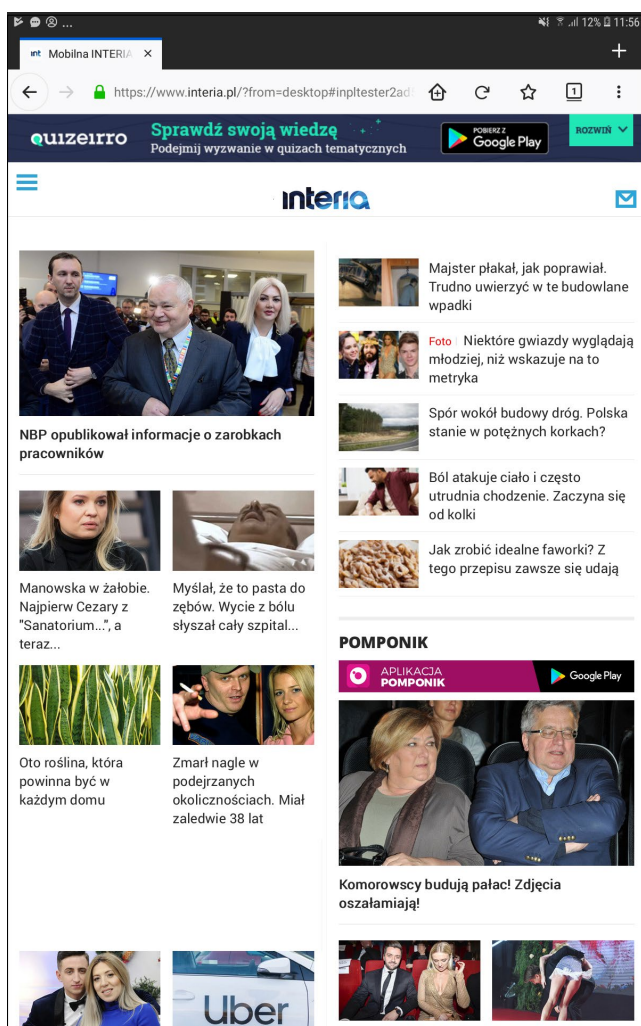 ... 12% 11:56
int Mobilna INTERIA ×
https://www.interia.pl/?from=desktop#inpltester2ad
1
QUIZEIRRO
Sprawdź swoją wiedzę
Podejmij wyzwanie w quizach tematycznych
POBIERZ Z
Google Play
ROZWIŃ
interia
NBP opublikował informacje o zarobkach
pracowników
Manowska w żałobie.
Najpierw Cezary z
"Sanatorium...", a
teraz...
Myślał, że to pasta do
zębów. Wycie z bólu
słyszał cały szpital...
Oto roślina, która
powinna być w
każdym domu
Zmarł nagle w
podejrzanych
okolicznościach. Miał
zaledwie 38 lat
Uber
Majster płakał, jak poprawiał.
Trudno uwierzyć w te budowlane
wpadki
Foto | Niektóre gwiazdy wyglądają
młodziej, niż wskazuje na to
metryka
Spór wokół budowy dróg. Polska
stanie w potężnych korkach?
Ból atakuje ciało i często
utrudnia chodzenie. Zaczyna się
od kolki
Jak zrobić idealne faworki? Z
tego przepisu zawsze się udają
POMPONIK
APLIKACJA
POMPONIK
Google Play
Komorowscy budują pałac! Zdjęcia
oszałamiają!